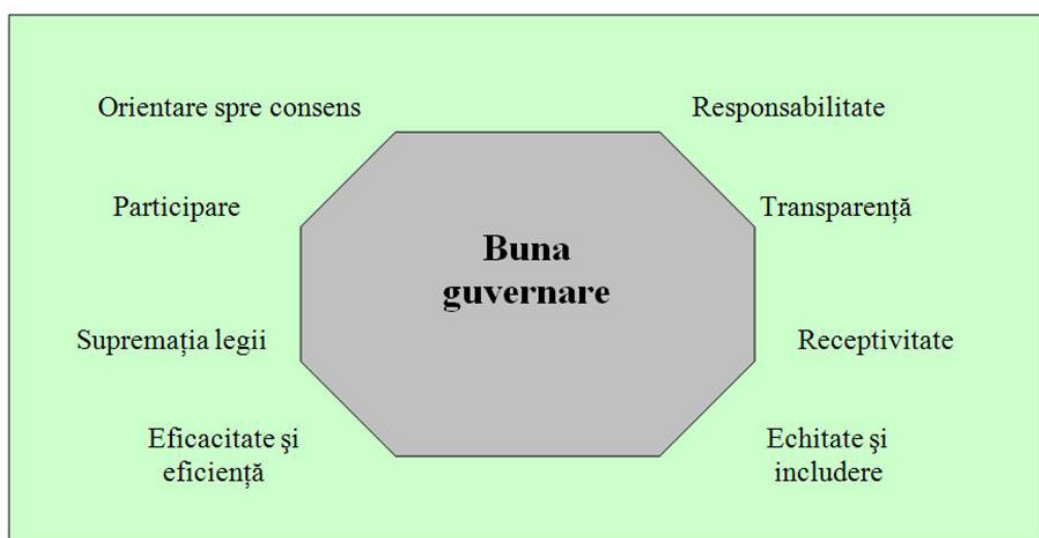 Orientare spre consens
Responsabilitate
Participare
Transparență
Buna
guvernare
Supremația legii
Receptivitate
Eficacitate şi
eficiență
Echitate şi
includere